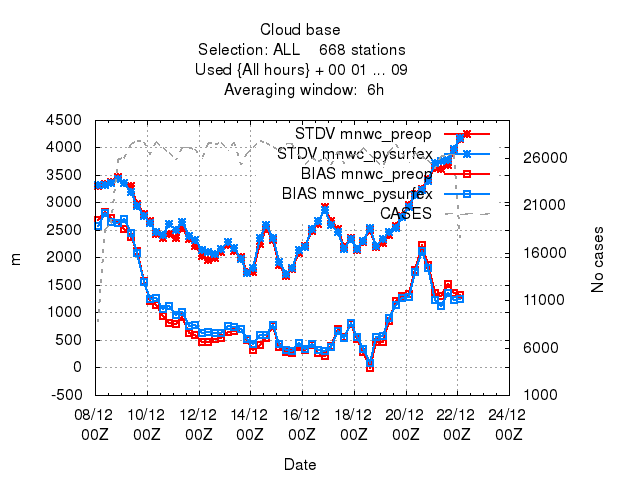 Cloud base
Selection: ALL    668 stations
Used {All hours} + 00 01 ... 09
Averaging window:  6h
4500
4000
3500
3000
2500
2000
1500
1000
500
0
-500
m
STDV mnwc_preop
STDV mnwc_pysurfex
BIAS mnwc_preop
BIAS mnwc_pysurfex
CASES
26000
21000
16000
11000
6000
1000
No cases
08/12 10/12 12/12 14/12 16/12 18/12 20/12 22/12 24/12
00Z 00Z 00Z 00Z 00Z 00Z 00Z 00Z 00Z
Date